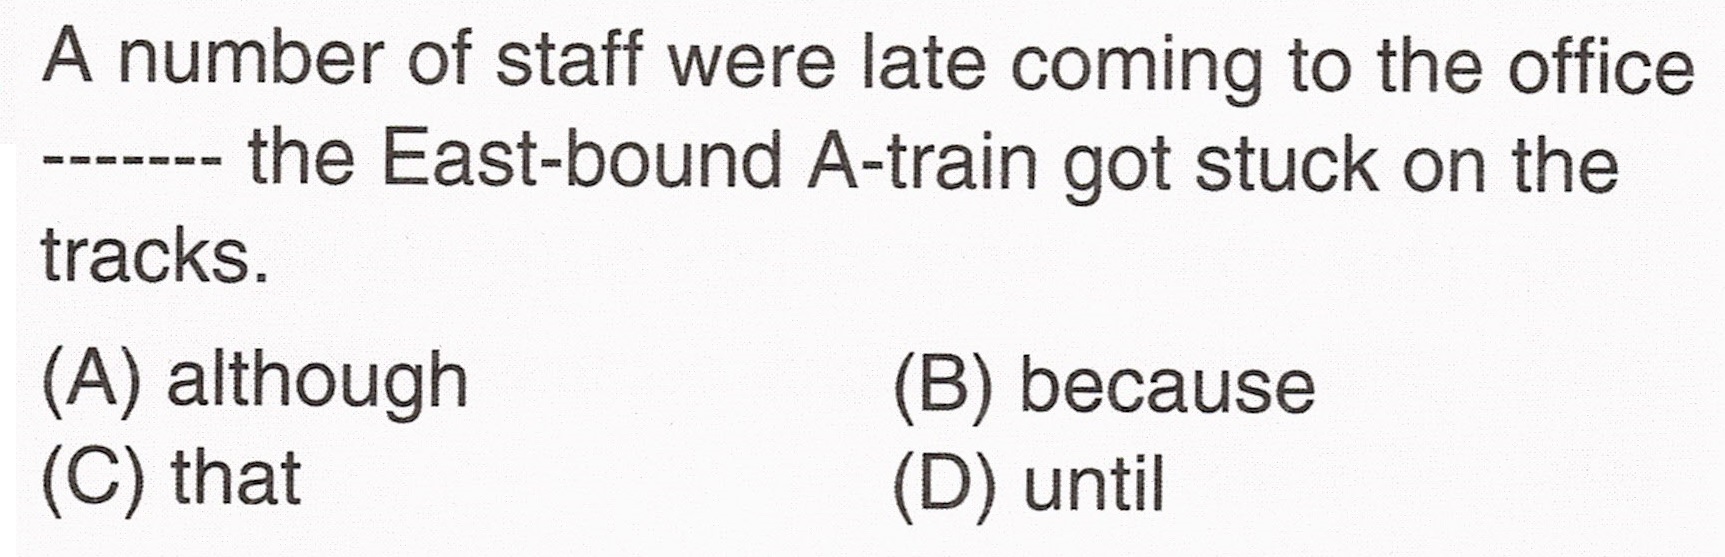 A number of staff were late coming to the office
------- the East-bound A-train got stuck on the
tracks.
(A) although (B) because
(C) that (D) until